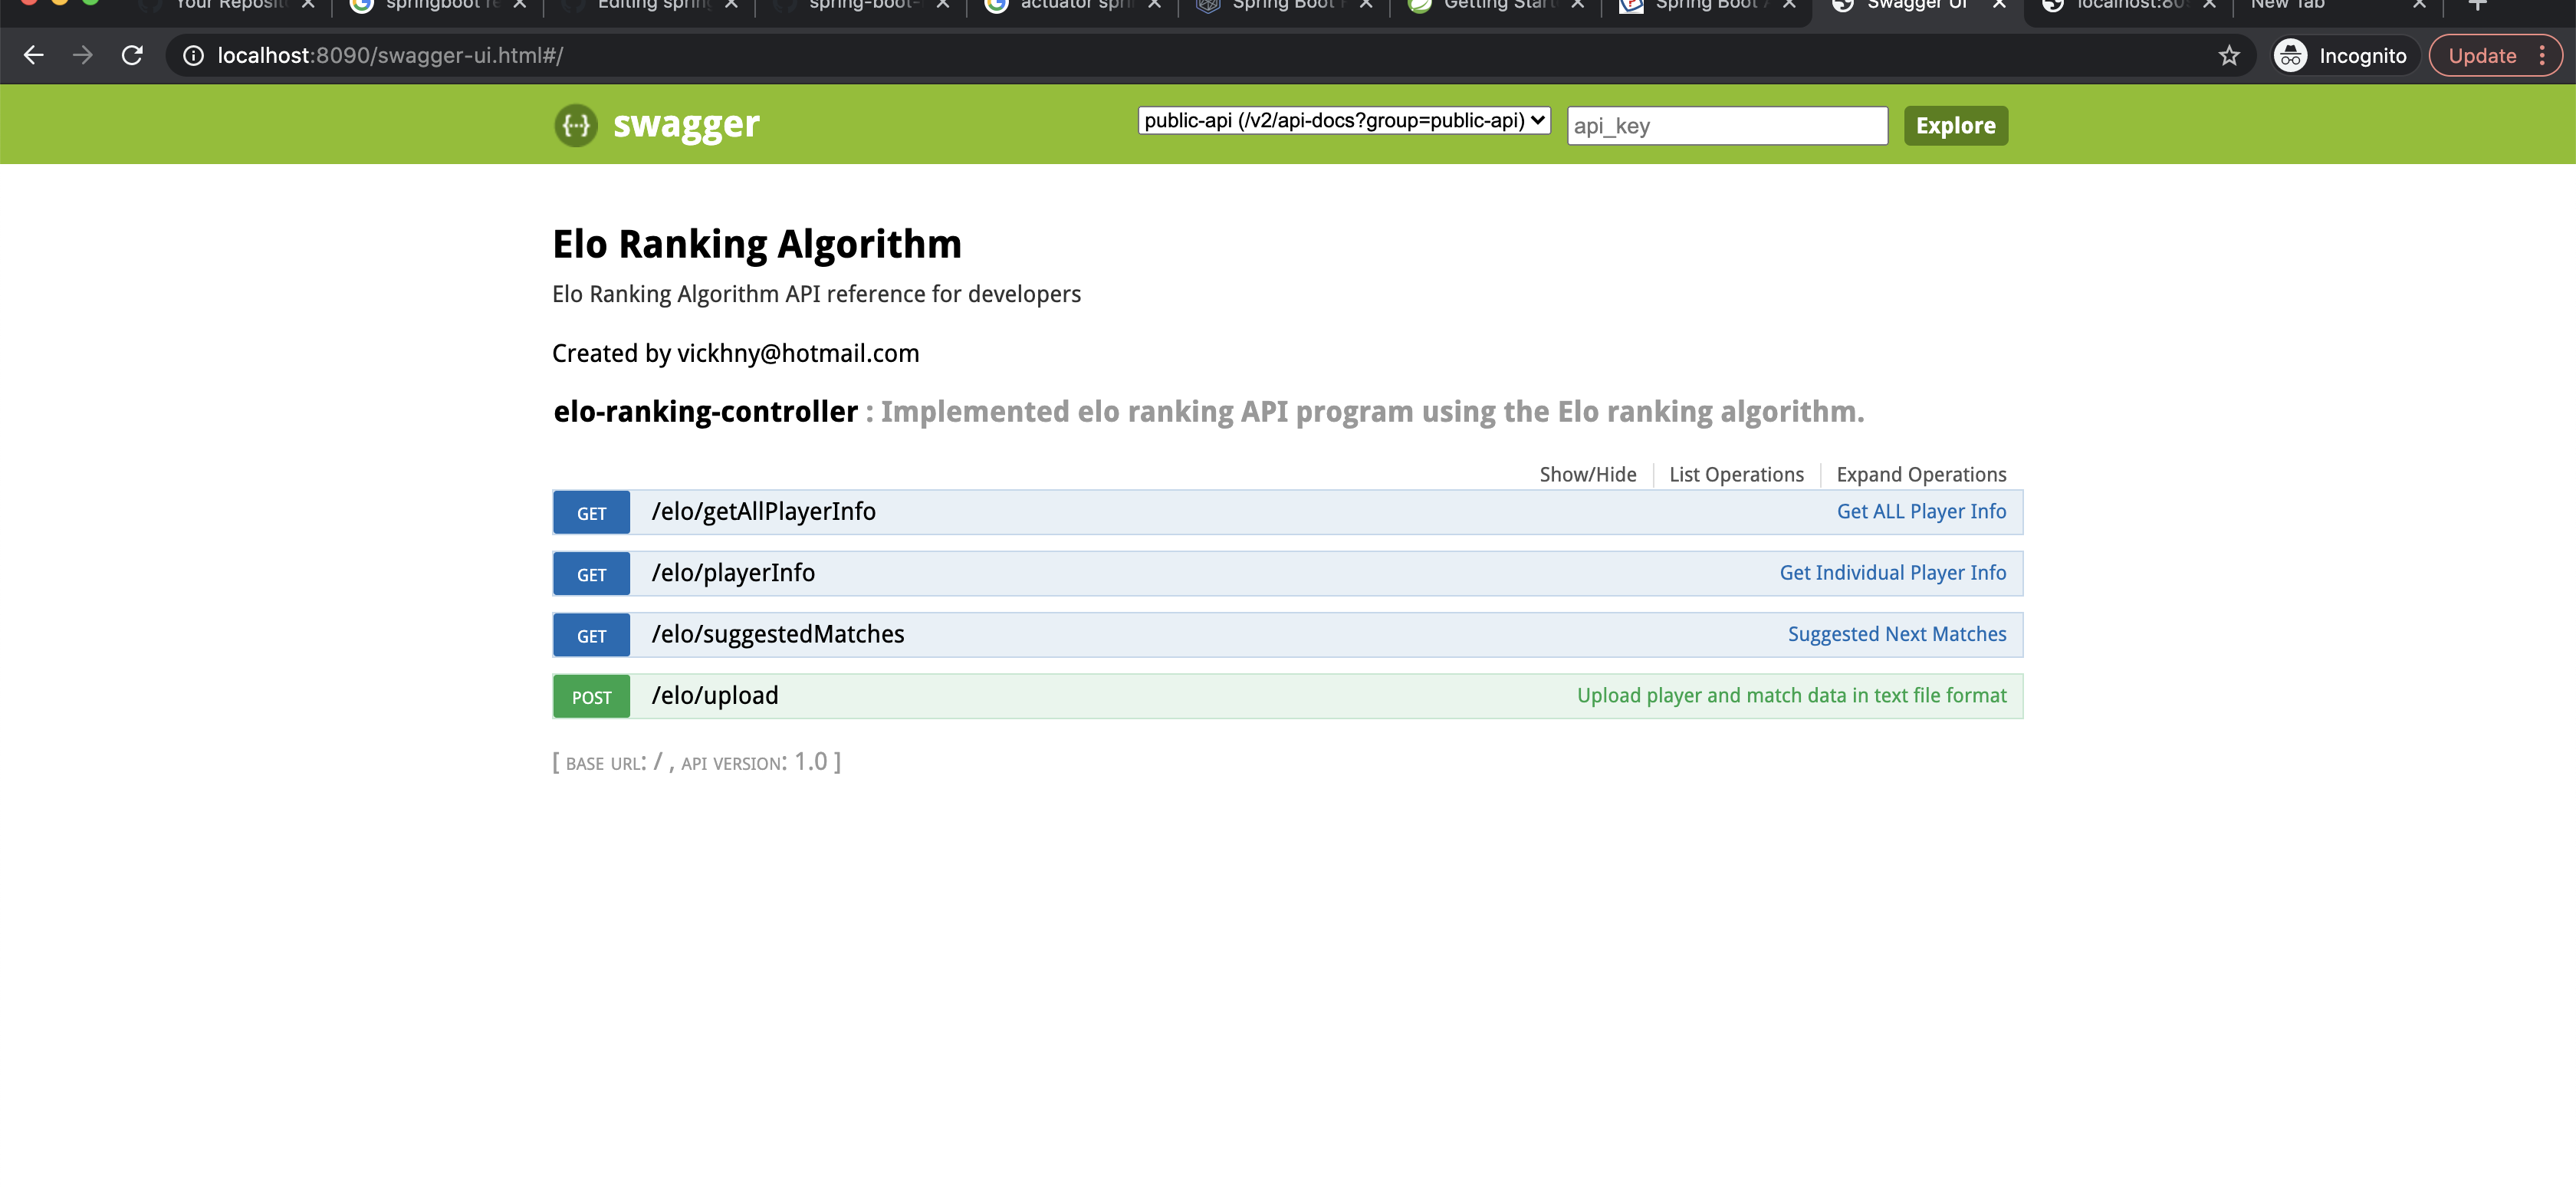 Your Reposit
springboot re
Editing spring
spring-boot-
actuator spri
Spring Boot
Getting Start
Spring Boot
Swagger UI
localhost:80
New Tab
localhost:8090/swagger-ui.html#/
Incognito
Update
{···} swagger
public-api (/v2/api-docs?group=public-api)
api_key
Explore
Elo Ranking Algorithm
Elo Ranking Algorithm API reference for developers
Created by vickhny@hotmail.com
elo-ranking-controller : Implemented elo ranking API program using the Elo ranking algorithm.
Show/Hide
List Operations
Expand Operations
GET /elo/getAllPlayerInfo Get ALL Player Info
GET /elo/playerInfo Get Individual Player Info
GET /elo/suggestedMatches Suggested Next Matches
POST /elo/upload Upload player and match data in text file format
[ BASE URL: / , API VERSION: 1.0 ]